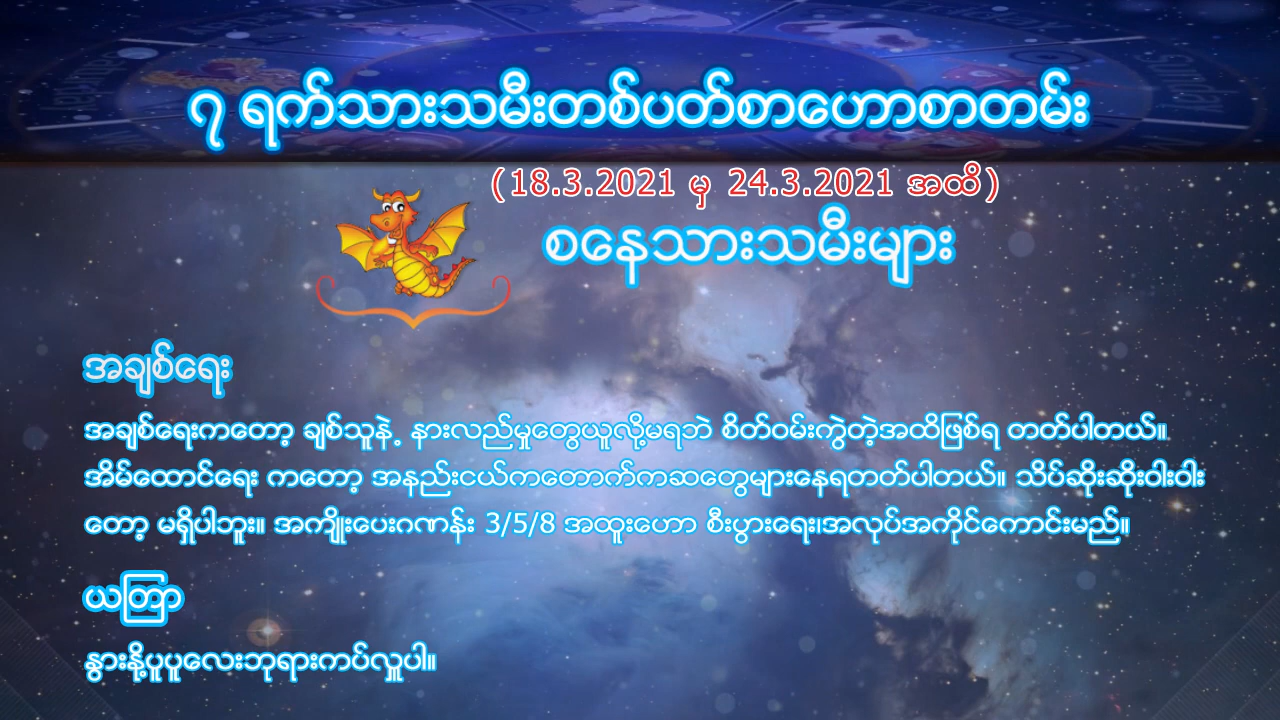 ၇ ရက်သားသမီးတစ်ပတ်စာဟောစာတမ်း
(18.3.2021 မှ 24.3.2021 အထိ)
စနေသားသမီးများ
အချစ်ရေး
အချစ်ရေးကတော့ ချစ်သူနဲ့ နားလည်မှုတွေယူလို့မရဘဲ စိတ်ဝမ်းကွဲတဲ့အထိဖြစ်ရ တတ်ပါတယ်။
အိမ်ထောင်ရေး ကတော့ အနည်းငယ်ကတောက်ကဆတွေများနေရတတ်ပါတယ်။ သိပ်ဆိုးဆိုးဝါးဝါး
တော့ မရှိပါဘူး။ အကျိုးပေးဂဏန်း 3/5/8 အထူးဟော စီးပွားရေး၊အလုပ်အကိုင်ကောင်းမည်။
ယတြာ
နွားနို့ပူပူလေးဘုရားကပ်လှူပါ။